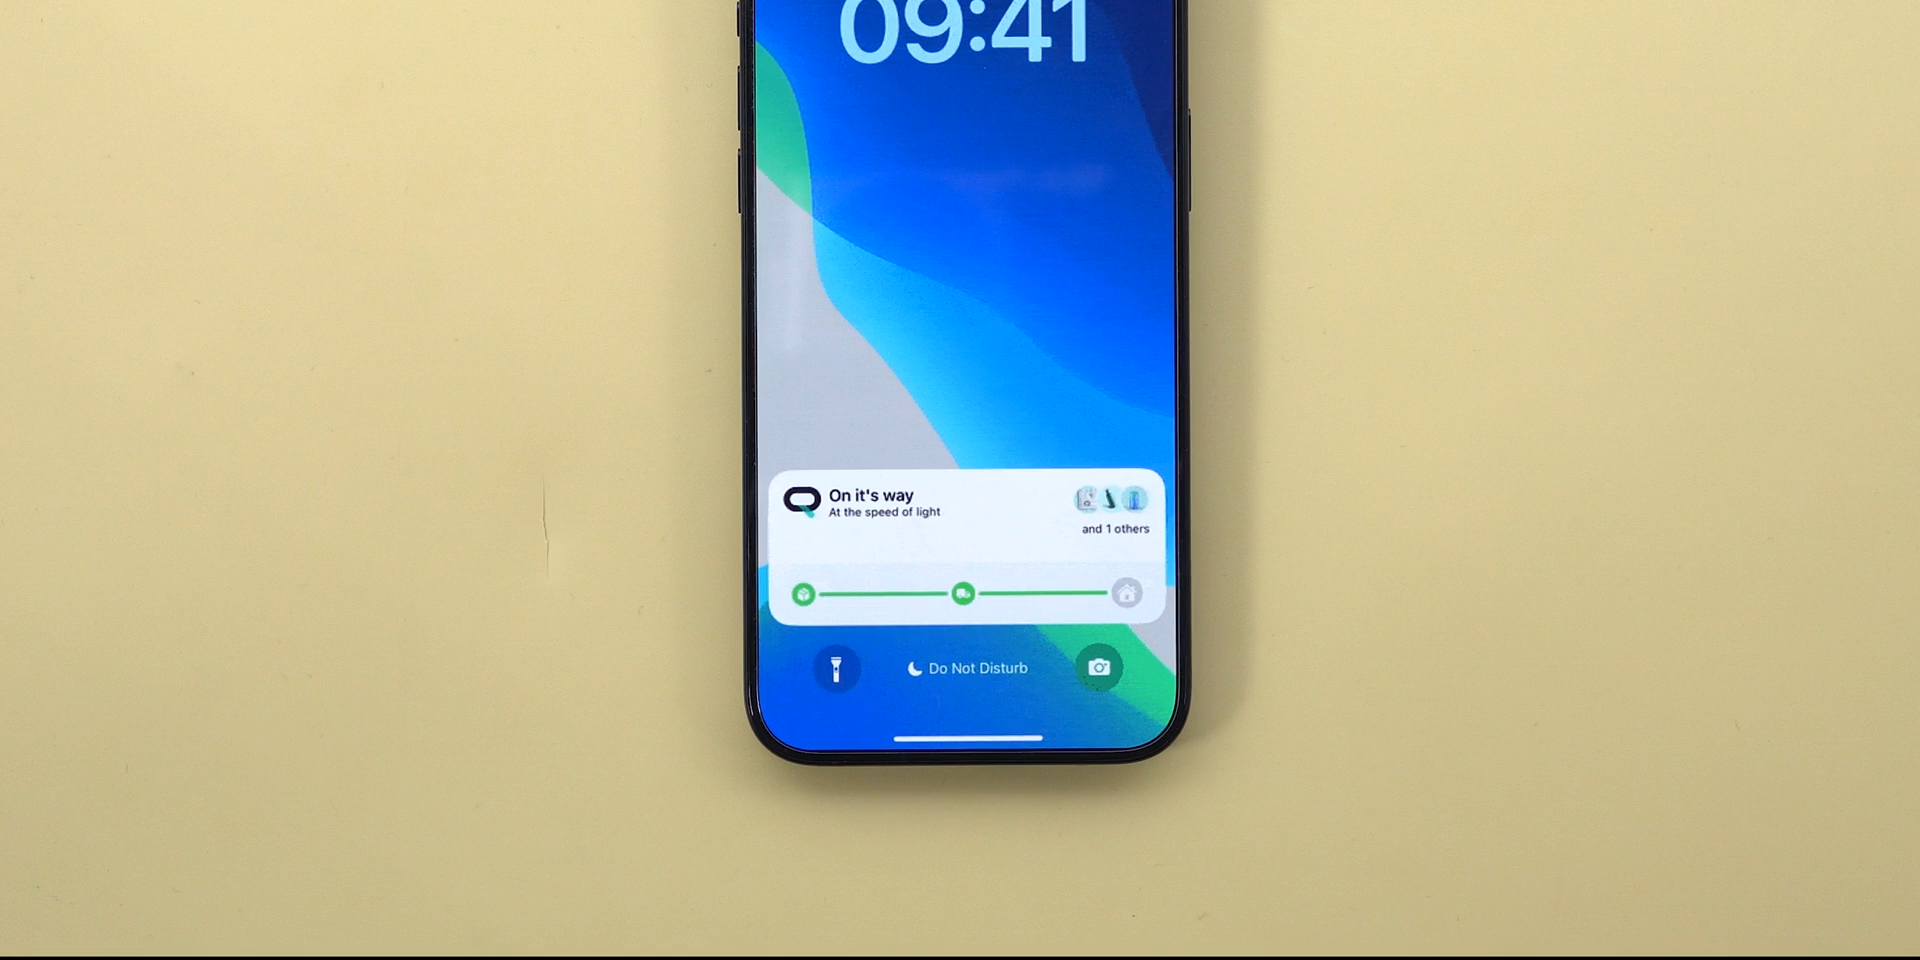 09:41
On it's way
At the speed of light
and 1 others
Do Not Disturb